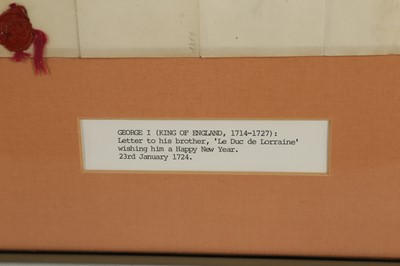 GEORGE I (KING OF ENGLAND, 1714-1727):
Letter to his brother, 'Le Duc de Lorraine'
wishing him a Happy New Year.
23rd January 1724.